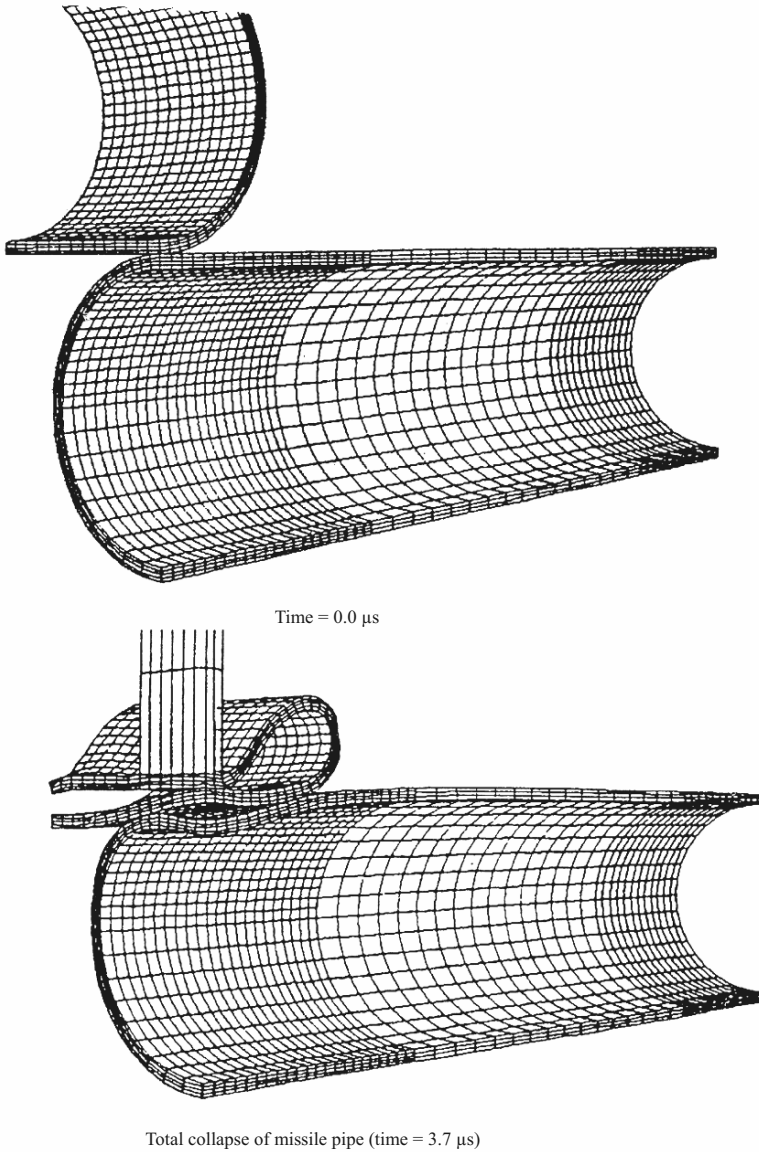 Time = 0.0 µs
Total collapse of missile pipe (time = 3.7 µs)